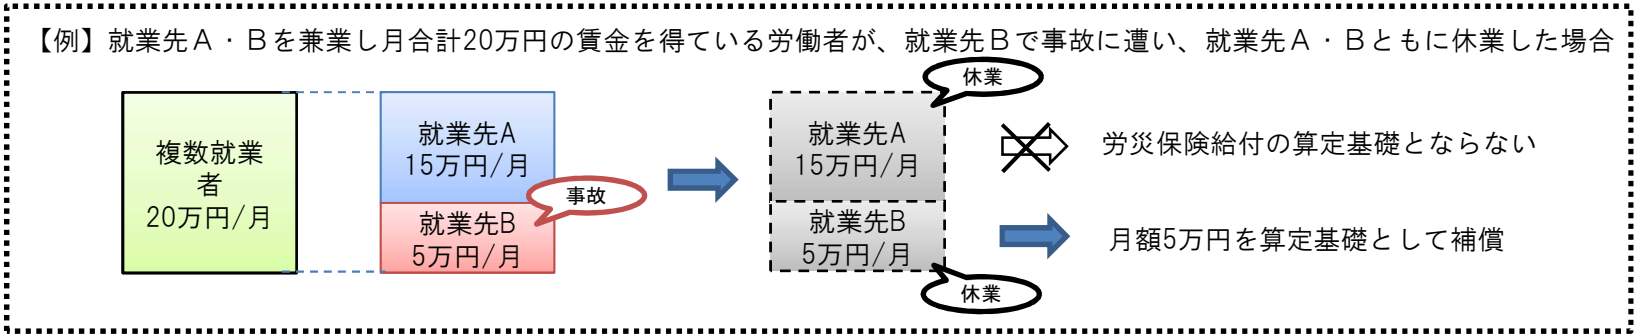 【例】就業先Ａ・Ｂを兼業し月合計20万円の賃金を得ている労働者が、就業先Ｂで事故に遭い、就業先Ａ・Ｂともに休業した場合
複数就業
者
20万円/月
就業先A
15万円/月
事故
就業先B
5万円/月
休業
就業先A
15万円/月
就業先B
5万円/月
休業
労災保険給付の算定基礎とならない
月額5万円を算定基礎として補償